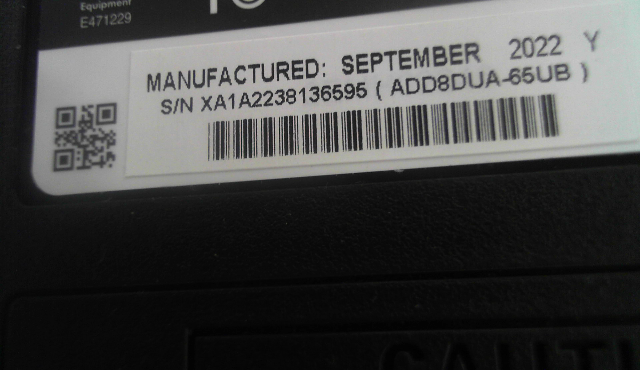 Equipment
E471229
MANUFACTURED: SEPTEMBER 2022 Y
S/N XA1A2238136595 ( ADD8DUA-65UB )